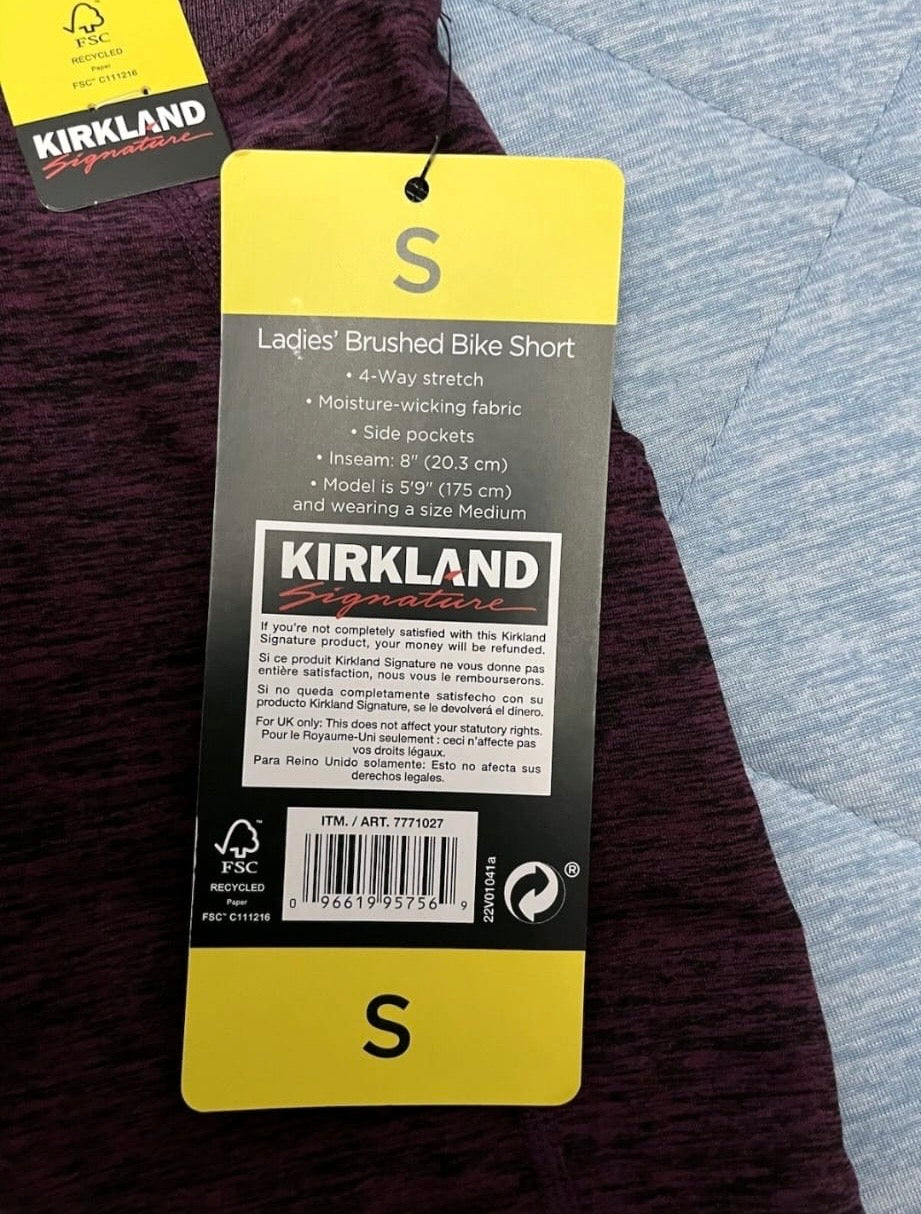 FSC
RECYCLED
Paper
FSC™ C111216
KIRKLAND
Signature
S
Ladies' Brushed Bike Short
• 4-Way stretch
• Moisture-wicking fabric
• Side pockets
• Inseam: 8" (20.3 cm)
• Model is 5'9" (175 cm)
and wearing a size Medium
KIRKLAND
Signature
If you're not completely satisfied with this Kirkland
Signature product, your money will be refunded.
Si ce produit Kirkland Signature ne vous donne pas
entière satisfaction, nous vous le rembourserons.
Si no queda completamente satisfecho con su
producto Kirkland Signature, se le devolverá el dinero.
For UK only: This does not affect your statutory rights.
Pour le Royaume-Uni seulement : ceci n'affecte pas
vos droits légaux.
Para Reino Unido solamente: Esto no afecta sus
derechos legales.
ITM. / ART. 7771027
0 96619 95756 9
™
FSC
RECYCLED
Paper
FSC™ C111216
22V01041a
®
S